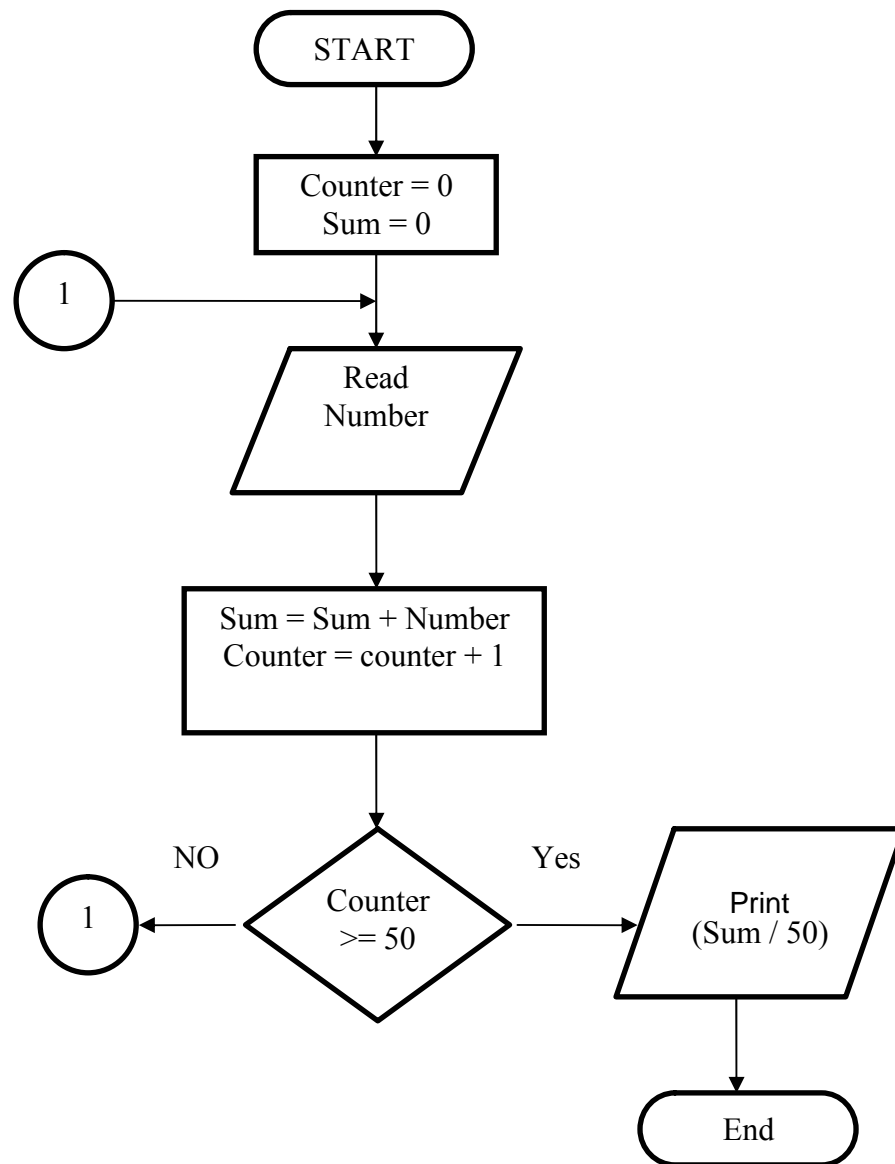 START
Counter = 0
Sum = 0
1
Read
Number
Sum = Sum + Number
Counter = counter + 1
NO
Yes
1
Counter
>= 50
Print
(Sum / 50)
End